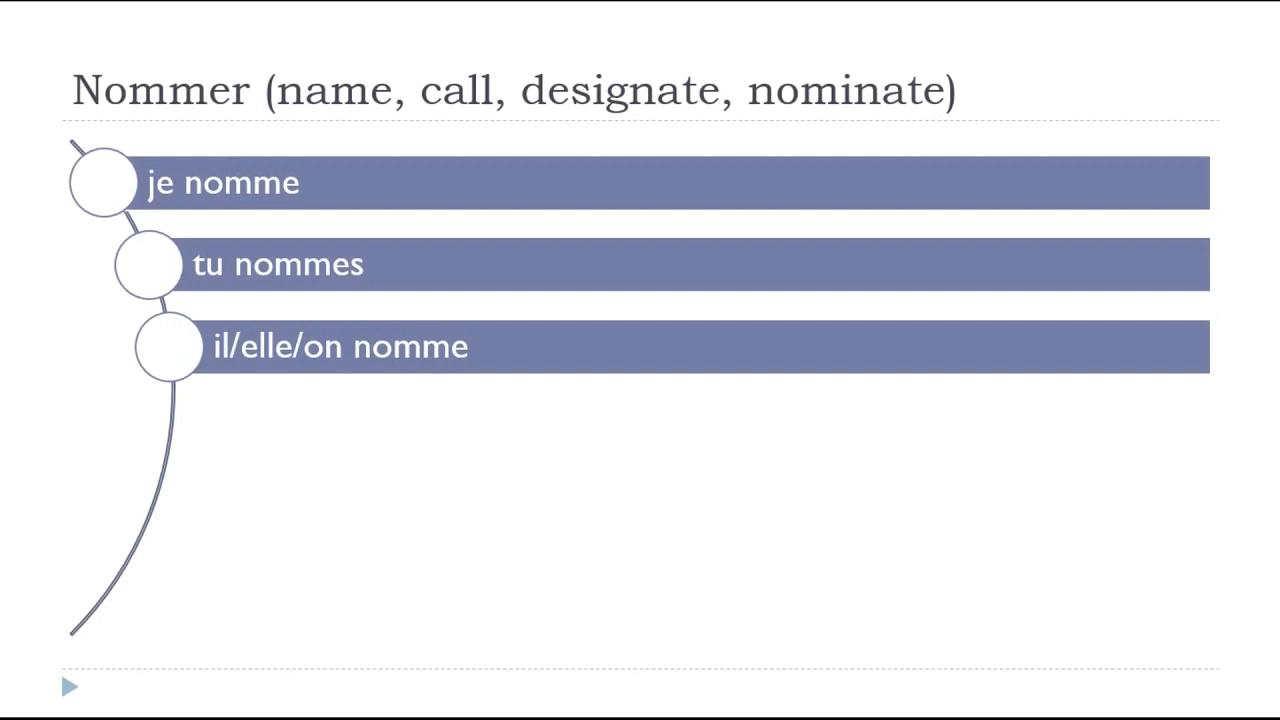 Nommer (name, call, designate, nominate)
je nomme
tu nommes
il/elle/on nomme